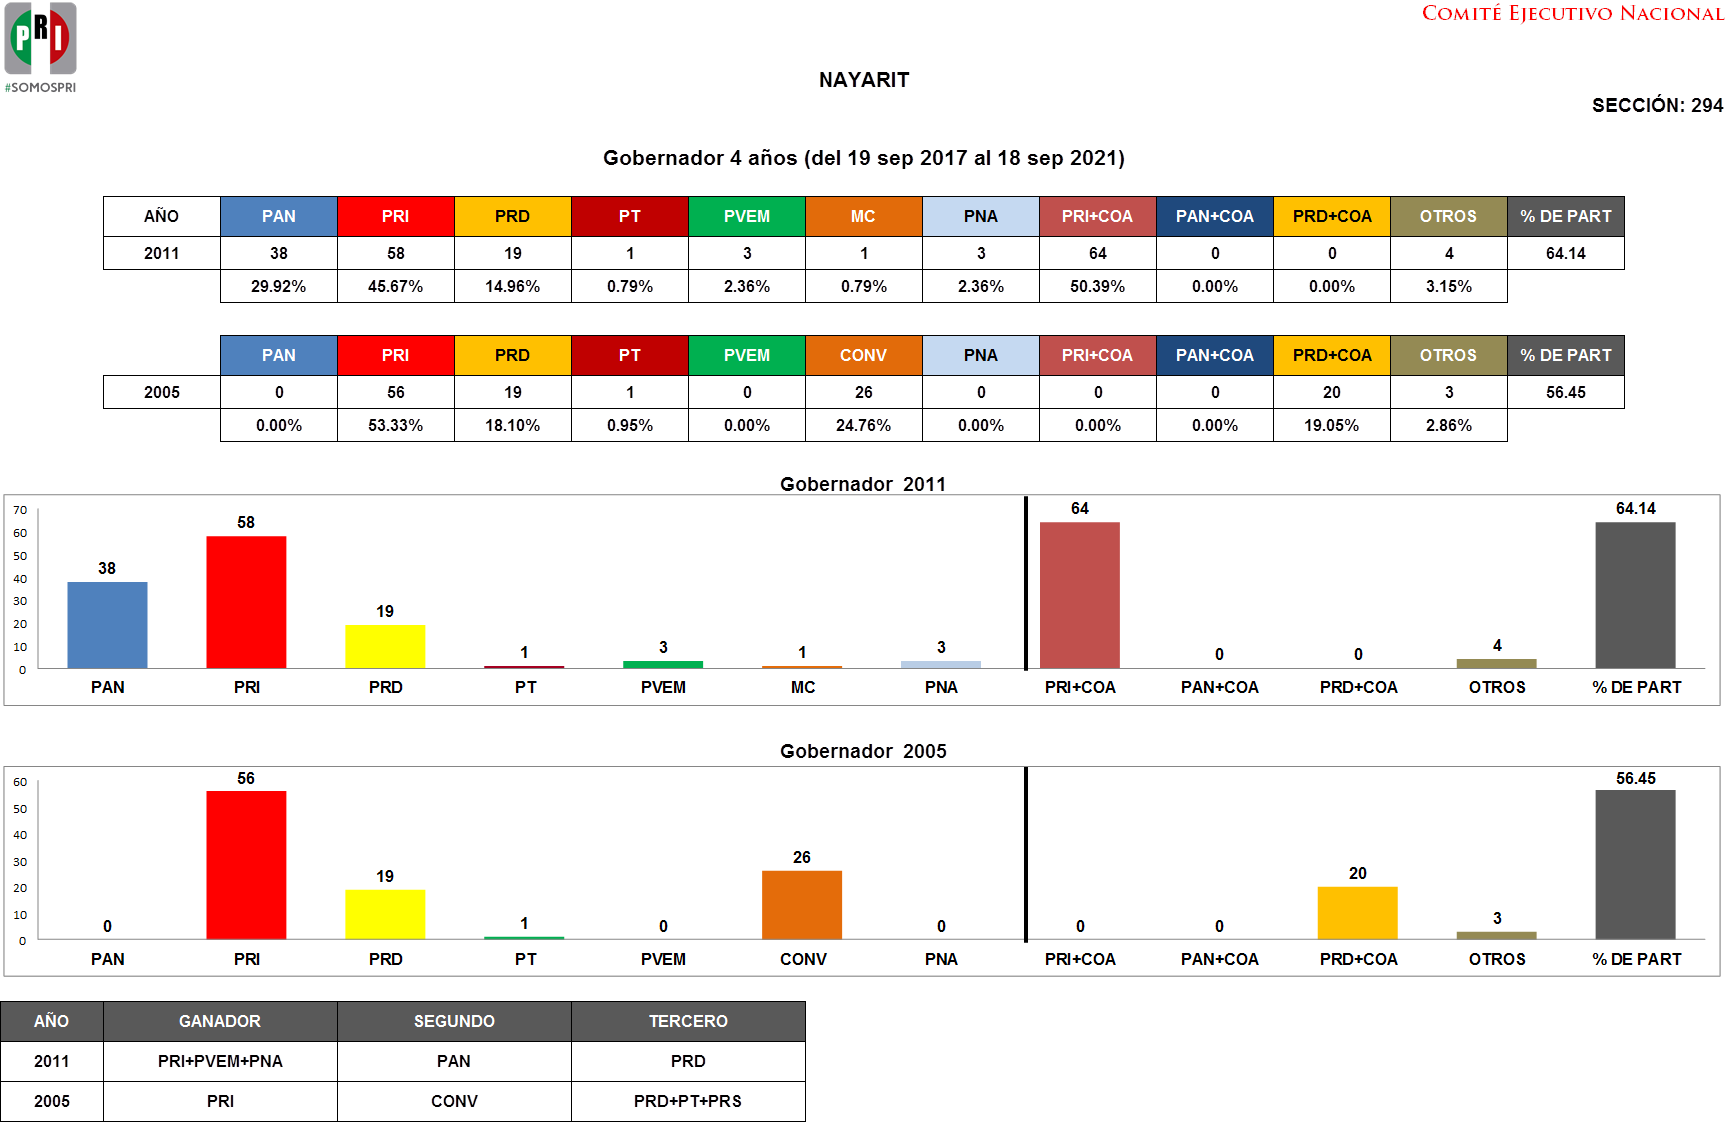 PRI
#SOMOSPRI
COMITÉ EJECUTIVO NACIONAL
NAYARIT
SECCIÓN: 294
Gobernador 4 años (del 19 sep 2017 al 18 sep 2021)
AÑO PAN PRI PRD PT PVEM MC PNA PRI+COA PAN+COA PRD+COA OTROS % DE PART
2011 38 58 19 1 3 1 3 64 0 0 4 64.14
29.92% 45.67% 14.96% 0.79% 2.36% 0.79% 2.36% 50.39% 0.00% 0.00% 3.15%
PAN PRI PRD PT PVEM CONV PNA PRI+COA PAN+COA PRD+COA OTROS % DE PART
2005 0 56 19 1 0 26 0 0 0 20 3 56.45
0.00% 53.33% 18.10% 0.95% 0.00% 24.76% 0.00% 0.00% 0.00% 19.05% 2.86%
Gobernador 2011
70
60
50
40
30
20
10
0
38 58 19 1 3 1 3 64 0 0 4 64.14
PAN PRI PRD PT PVEM MC PNA PRI+COA PAN+COA PRD+COA OTROS % DE PART
Gobernador 2005
60
50
40
30
20
10
0
0 56 19 1 0 26 0 0 0 20 3 56.45
PAN PRI PRD PT PVEM CONV PNA PRI+COA PAN+COA PRD+COA OTROS % DE PART
AÑO GANADOR SEGUNDO TERCERO
2011 PRI+PVEM+PNA PAN PRD
2005 PRI CONV PRD+PT+PRS